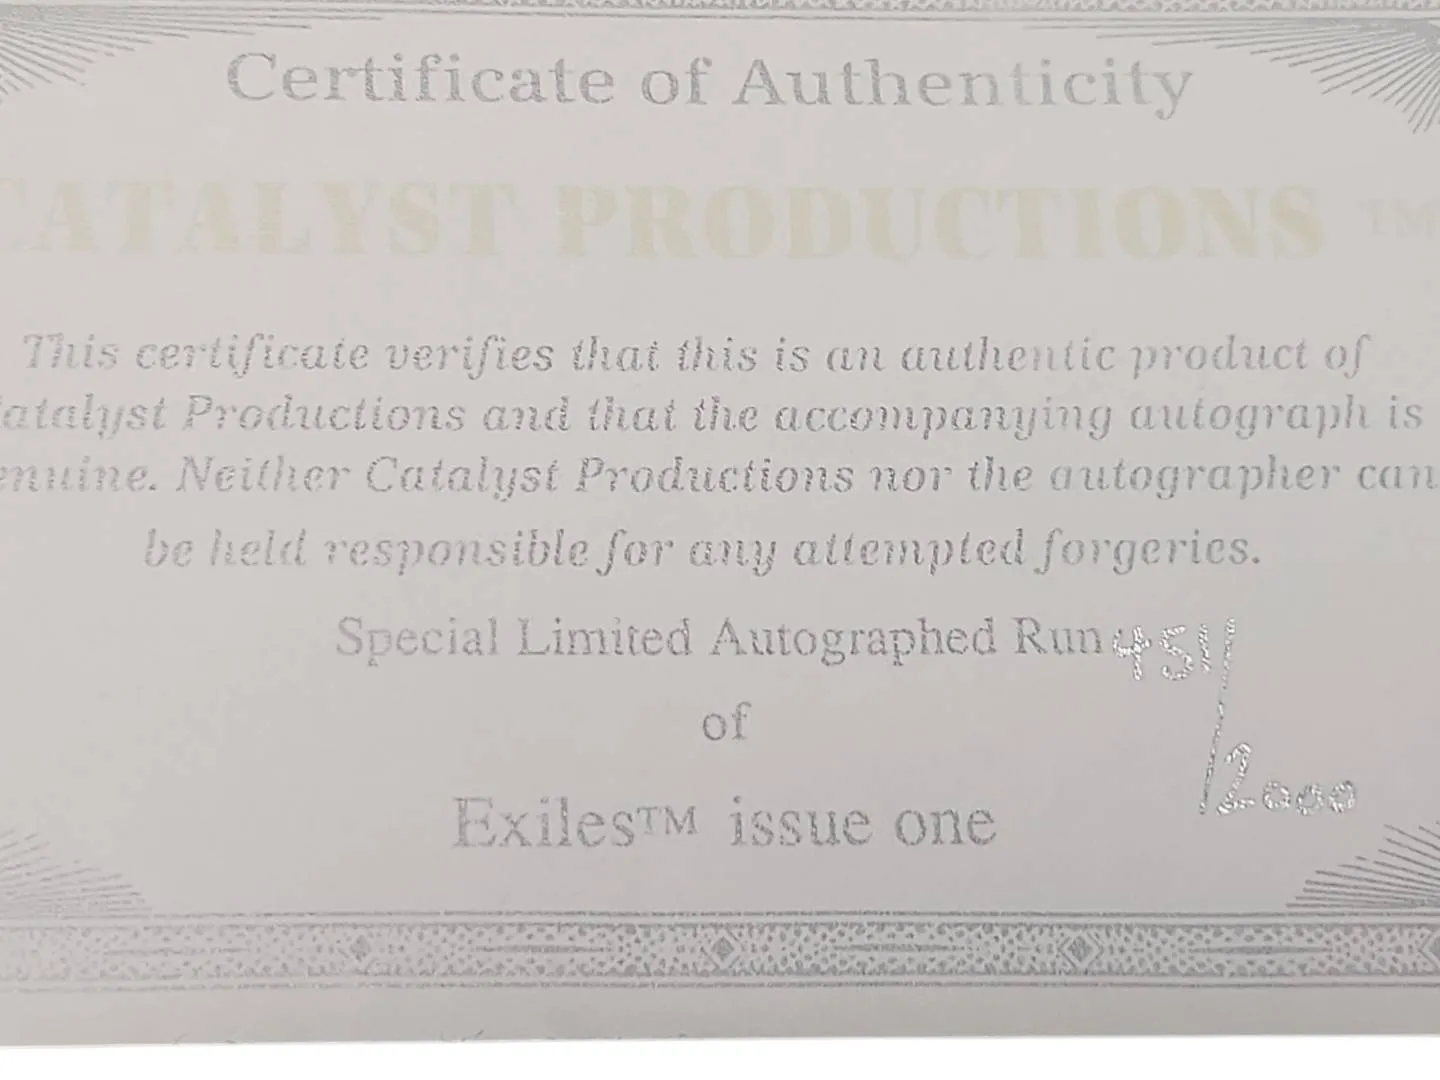 Certificate of Authenticity
CATALYST PRODUCTIONS ™
This certificate verifies that this is an authentic product of
atalyst Productions and that the accompanying autograph is
enuine. Neither Catalyst Productions nor the autographer can
be held responsible for any attempted forgeries.
Special Limited Autographed Run 451/
/2000
of
Exiles™ issue one